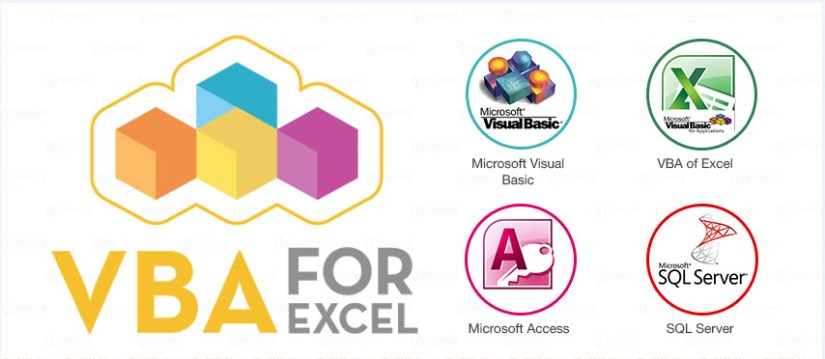 VBA FOR
EXCEL
Microsoft®
Visual Basic®
Microsoft Visual
Basic
X
Microsoft®
Visual Basic
for Applications
VBA of Excel
A
Microsoft Access
Microsoft®
SQL Server®
SQL Server